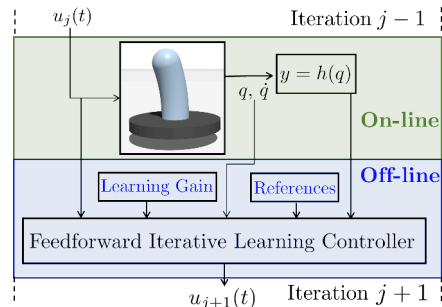 u_j(t)
Iteration j − 1
q, q̇
y = h(q)
On-line
Off-line
Learning Gain
References
Feedforward Iterative Learning Controller
u_{j+1}(t)
Iteration j + 1